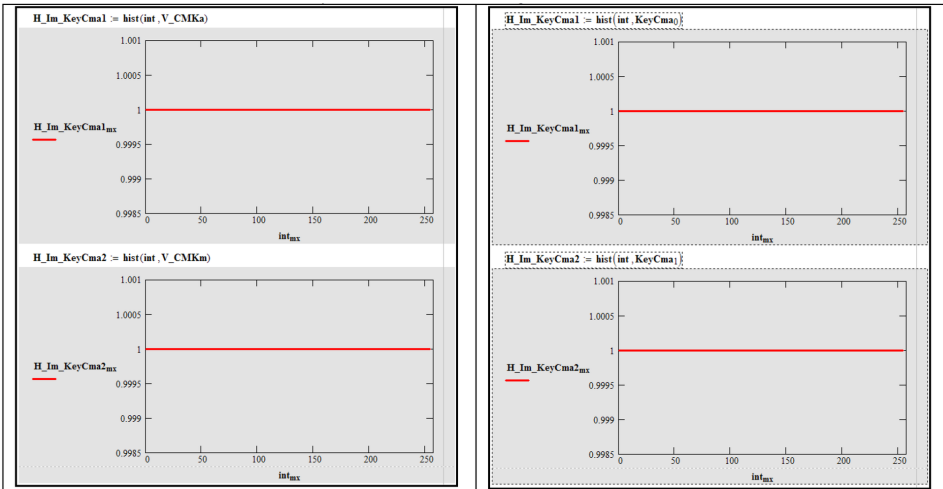 H_Im_KeyCma1 := hist(int ,V_CMKa)
1.001
1.0005
1
H_Im_KeyCma1mx
0.9995
0.999
0.9985
0 50 100 150 200 250
intmx
H_Im_KeyCma2 := hist(int ,V_CMKm)
1.001
1.0005
1
H_Im_KeyCma2mx
0.9995
0.999
0.9985
0 50 100 150 200 250
intmx
H_Im_KeyCma1 := hist(int ,KeyCma0)
1.001
1.0005
1
H_Im_KeyCma1mx
0.9995
0.999
0.9985
0 50 100 150 200 250
intmx
H_Im_KeyCma2 := hist(int ,KeyCma1)
1.001
1.0005
1
H_Im_KeyCma2mx
0.9995
0.999
0.9985
0 50 100 150 200 250
intmx